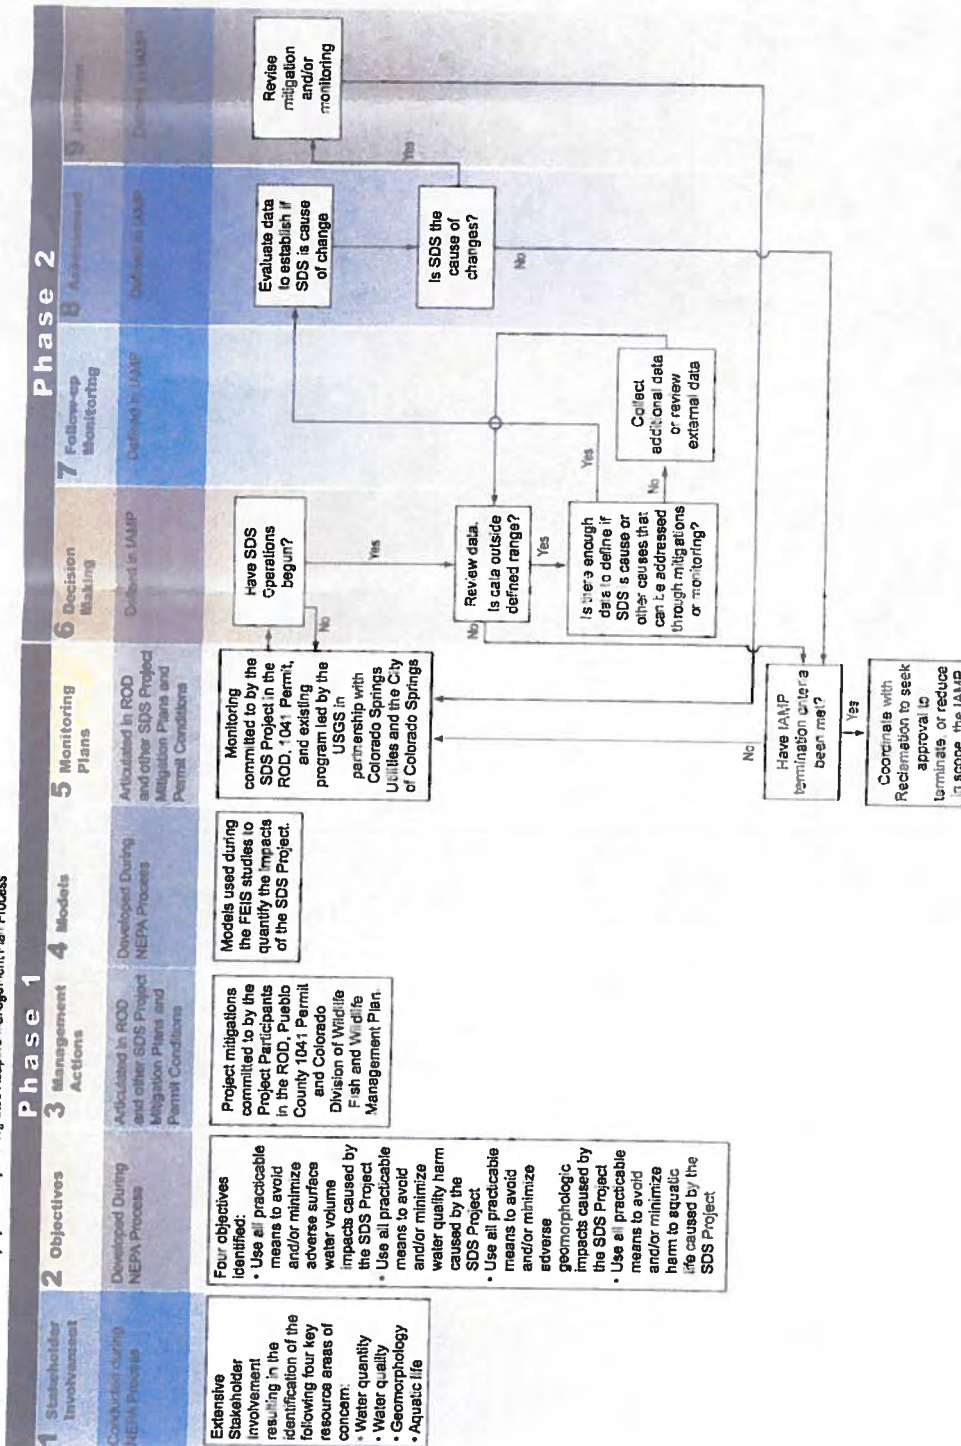 Integrated Adaptive Management Plan Process
Phase 1
Phase 2
1 Stakeholder
Involvement
Conducted during
NEPA Process
Extensive
Stakeholder
Involvement
resulting in the
identification of the
following four key
resource areas of
concern:
• Water quantity
• Water quality
• Geomorphology
• Aquatic life
2 Objectives
Developed During
NEPA Process
Four objectives
identified:
• Use all practicable
means to avoid
and/or minimize
adverse surface
water volume
impacts caused by
the SDS Project
• Use all practicable
means to avoid
and/or minimize
water quality harm
caused by the
SDS Project
• Use all practicable
means to avoid
and/or minimize
adverse
geomorphologic
impacts caused by
the SDS Project
• Use all practicable
means to avoid
and/or minimize
harm to aquatic
life caused by the
SDS Project
3 Management
Actions
Articulated in ROD
and other SDS Project
Mitigation Plans and
Permit Conditions
Project mitigations
committed to by the
Project Participants
in the ROD, Pueblo
County 1041 Permit
and Colorado
Division of Wildlife
Fish and Wildlife
Management Plan.
4 Models
Developed During
NEPA Process
Models used during
the FEIS studies to
quantify the impacts
of the SDS Project.
5 Monitoring
Plans
Articulated in ROD
and other SDS Project
Mitigation Plans and
Permit Conditions
Monitoring
committed to by the
SDS Project in the
ROD, 1041 Permit,
and existing
program led by the
USGS in
partnership with
Colorado Springs
Utilities and the City
of Colorado Springs
No
Have IAMP
termination criteria
been met?
Yes
Coordinate with
Reclamation to seek
approval to
terminate, or reduce
in scope, the IAMP
6 Decision
Making
Defined in IAMP
Have SDS
Operations
begun?
No
Yes
Review data.
Is data outside
defined range?
No
Yes
Is there enough
data to define if
SDS is cause or
other causes that
can be addressed
through mitigations
or monitoring?
Yes
No
7 Follow-up
Monitoring
Defined in IAMP
Collect
additional data
or review
external data
8 Assessment
Defined in IAMP
Evaluate data
to establish if
SDS is cause
of change
Is SDS the
cause of
changes?
Yes
No
9
Defined in IAMP
Revise
mitigation
and/or
monitoring